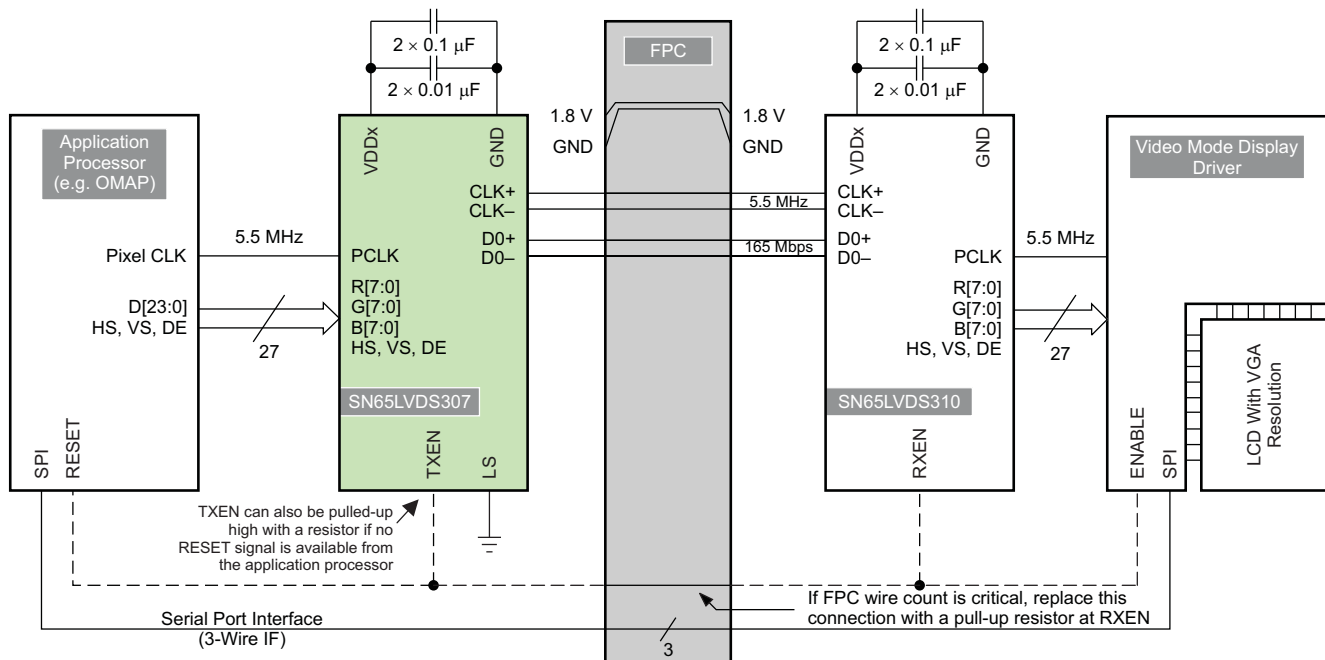 2 × 0.1 μF
2 × 0.01 μF
FPC
2 × 0.1 μF
2 × 0.01 μF
1.8 V
GND
1.8 V
GND
Application
Processor
(e.g. OMAP)
Pixel CLK
D[23:0]
HS, VS, DE
SPI
RESET
5.5 MHz
27
VDDx
GND
CLK+
CLK–
D0+
D0–
PCLK
R[7:0]
G[7:0]
B[7:0]
HS, VS, DE
SN65LVDS307
TXEN
LS
5.5 MHz
165 Mbps
VDDx
GND
CLK+
CLK–
D0+
D0–
PCLK
R[7:0]
G[7:0]
B[7:0]
HS, VS, DE
SN65LVDS310
RXEN
5.5 MHz
27
Video Mode Display
Driver
ENABLE
SPI
LCD With VGA
Resolution
TXEN can also be pulled-up
high with a resistor if no
RESET signal is available from
the application processor
Serial Port Interface
(3-Wire IF)
3
If FPC wire count is critical, replace this
connection with a pull-up resistor at RXEN